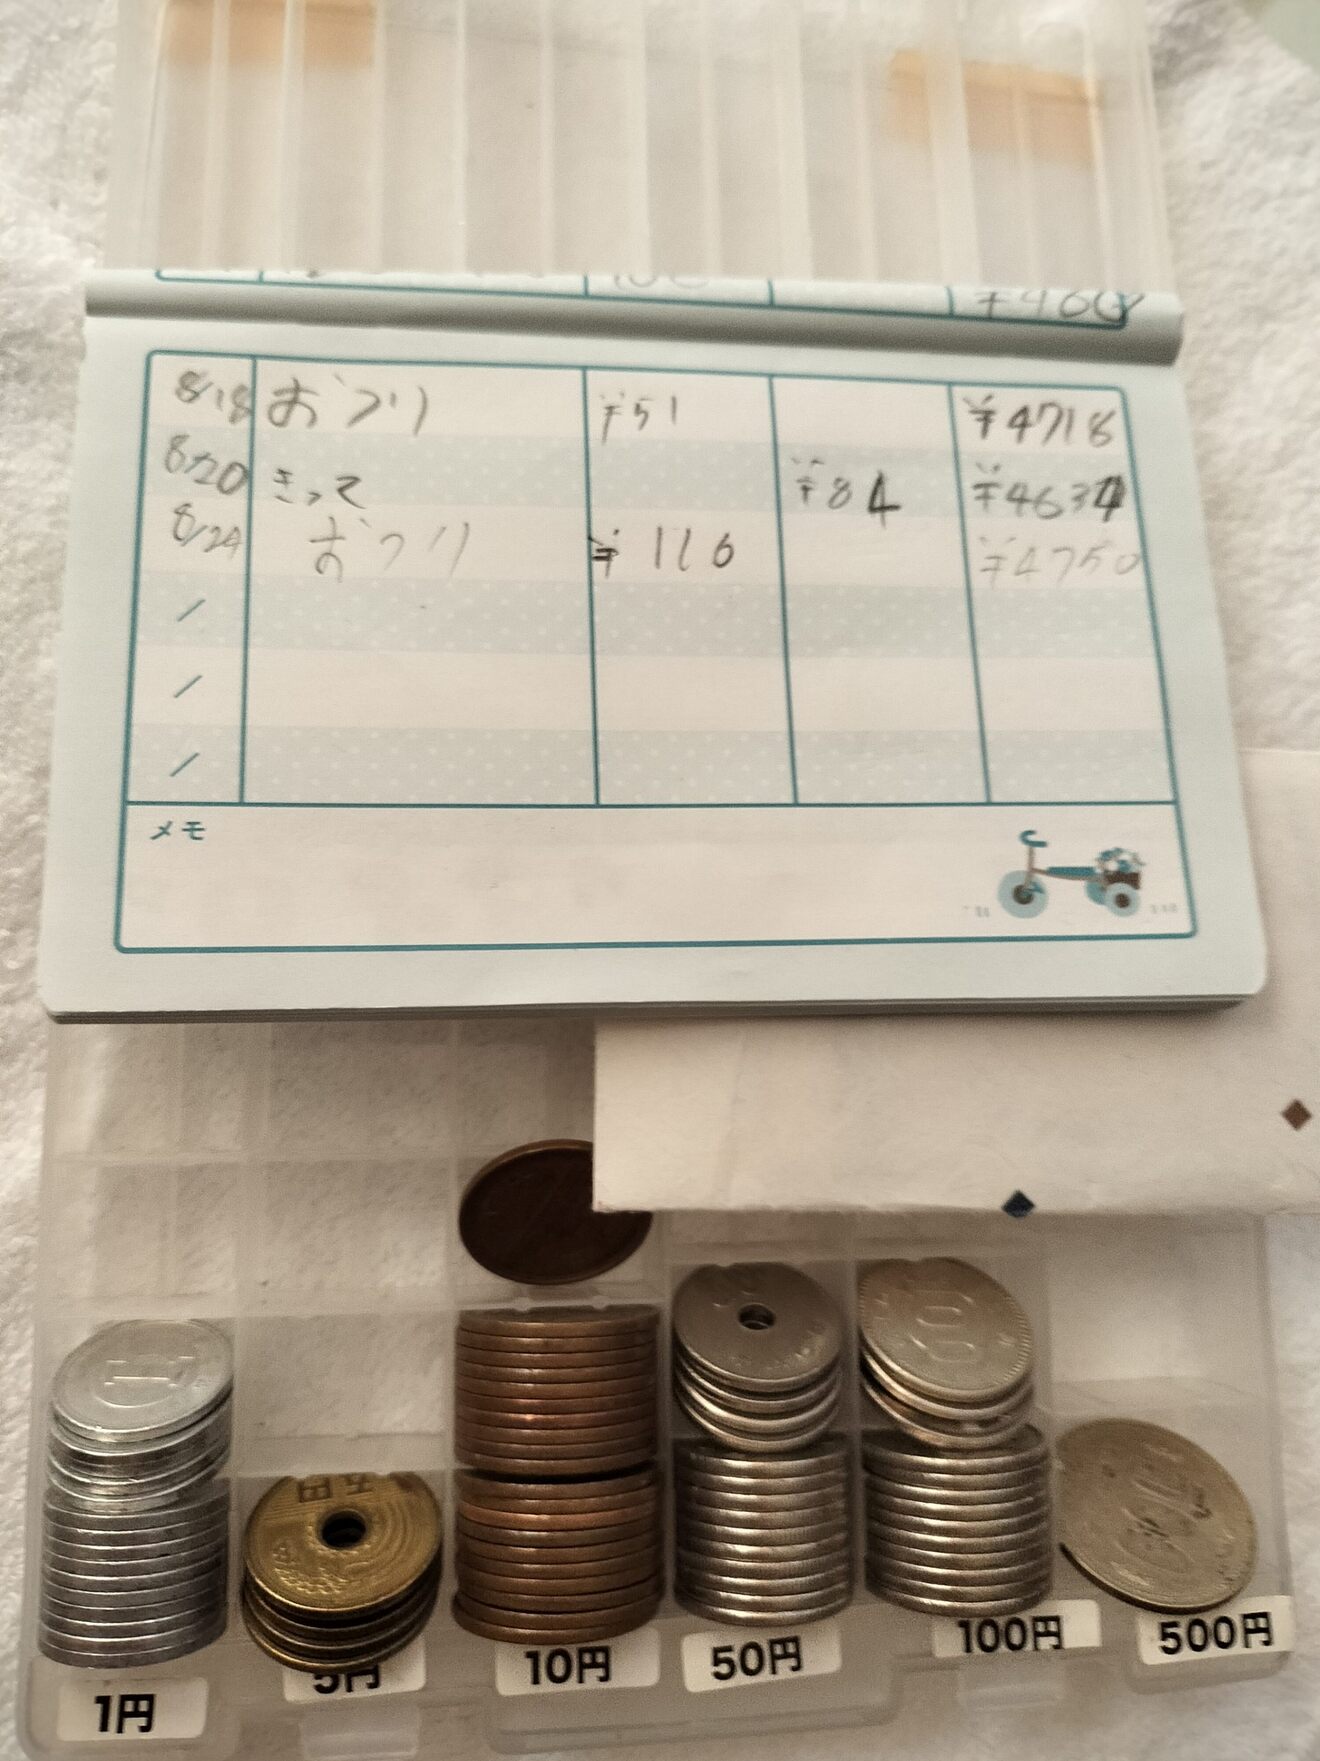 ¥460
8/18 おつり ¥51 ¥4718
8/20 きって ¥84 ¥4634
8/24 おつり ¥116 ¥4750
/
/
/
メモ
1円 5円 10円 50円 100円 500円